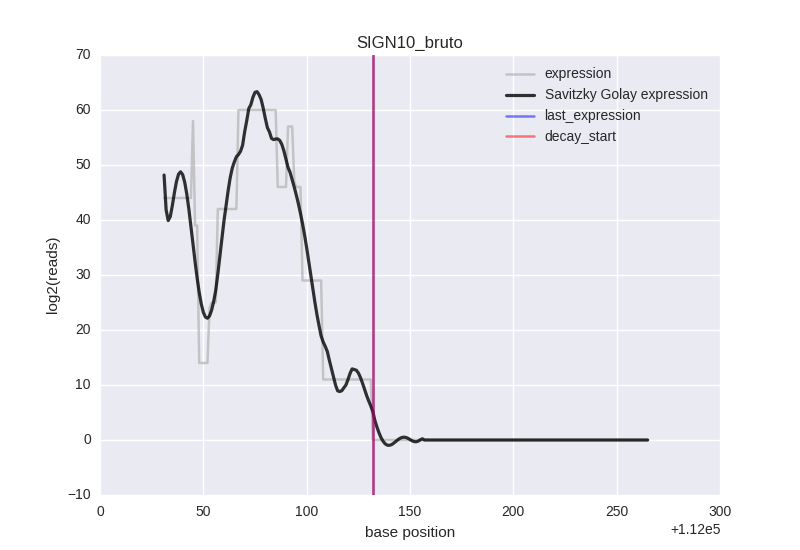 SIGN10_bruto
expression
Savitzky Golay expression
last_expression
decay_start
70
60
50
40
30
20
10
0
−10
log2(reads)
0 50 100 150 200 250 300
+1.12e5
base position